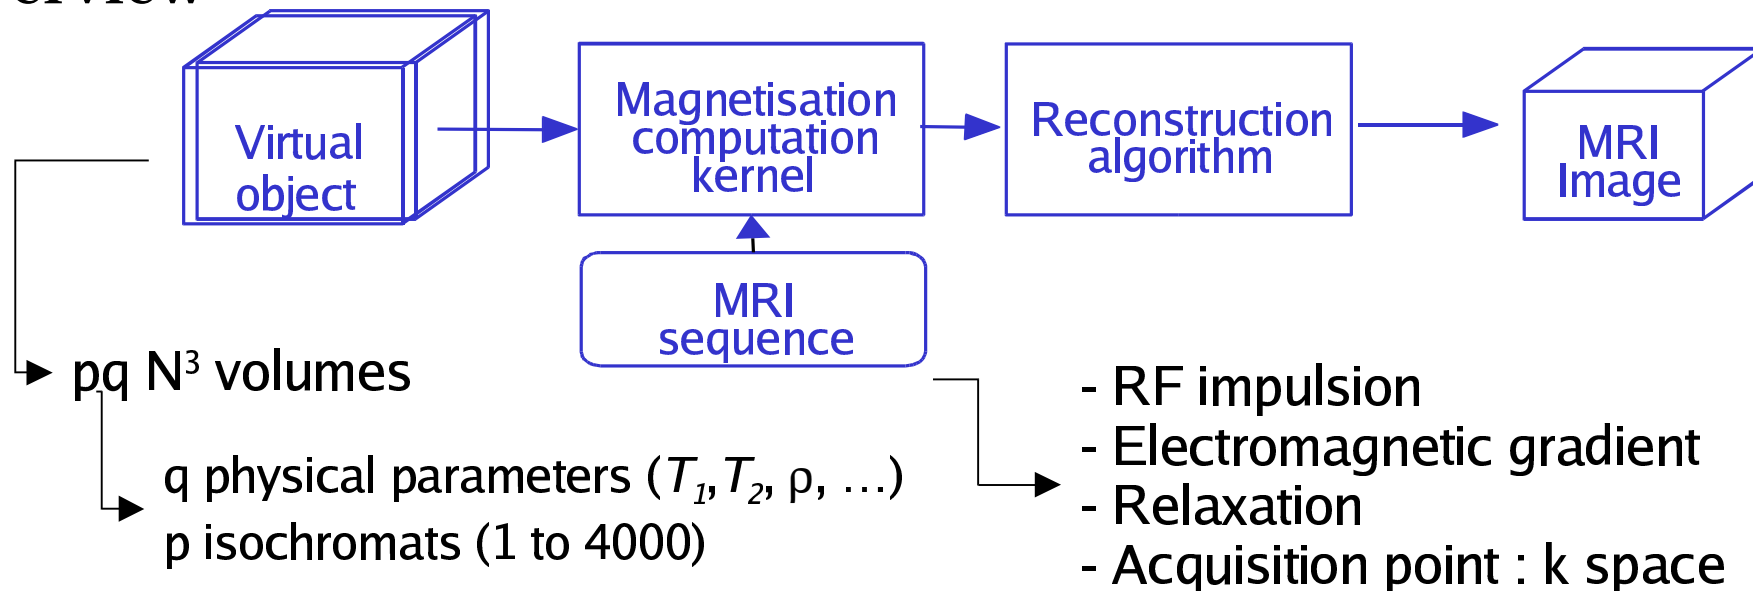 Virtual
object
Magnetisation
computation
kernel
Reconstruction
algorithm
MRI
Image
MRI
sequence
pq N³ volumes
q physical parameters (T₁,T₂, ρ, ...)
p isochromats (1 to 4000)
- RF impulsion
- Electromagnetic gradient
- Relaxation
- Acquisition point : k space